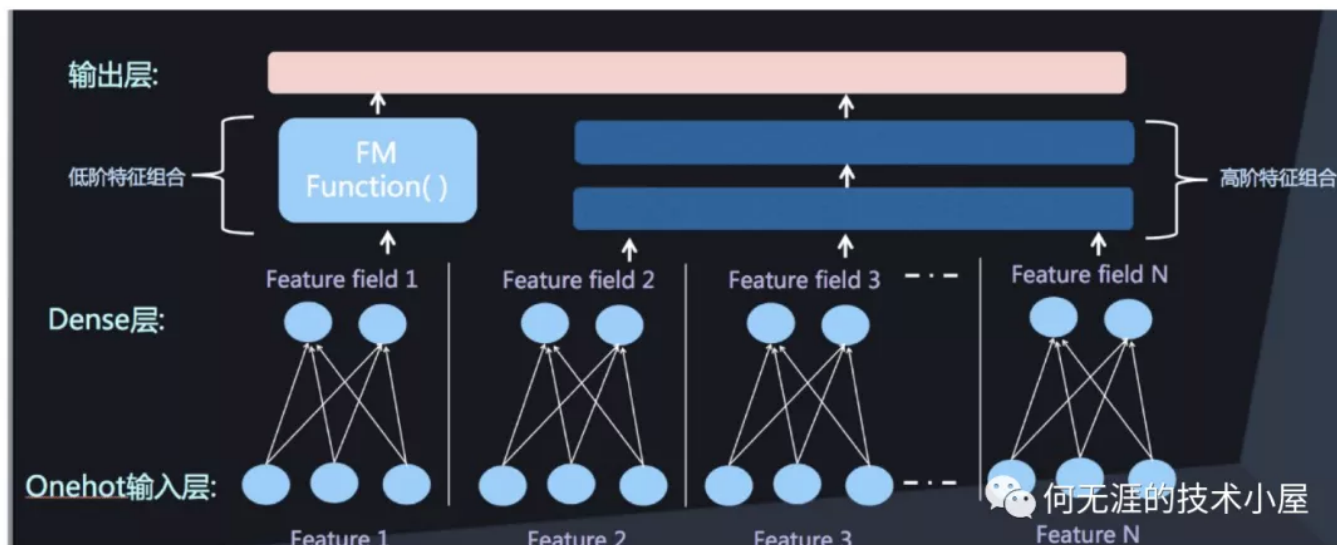 输出层:
FM
Function( )
低阶特征组合
高阶特征组合
Feature field 1
Feature field 2
Feature field 3
Feature field N
Dense层:
Onehot输入层:
何无涯的技术小屋
Feature 1
Feature 2
Feature 3
Feature N